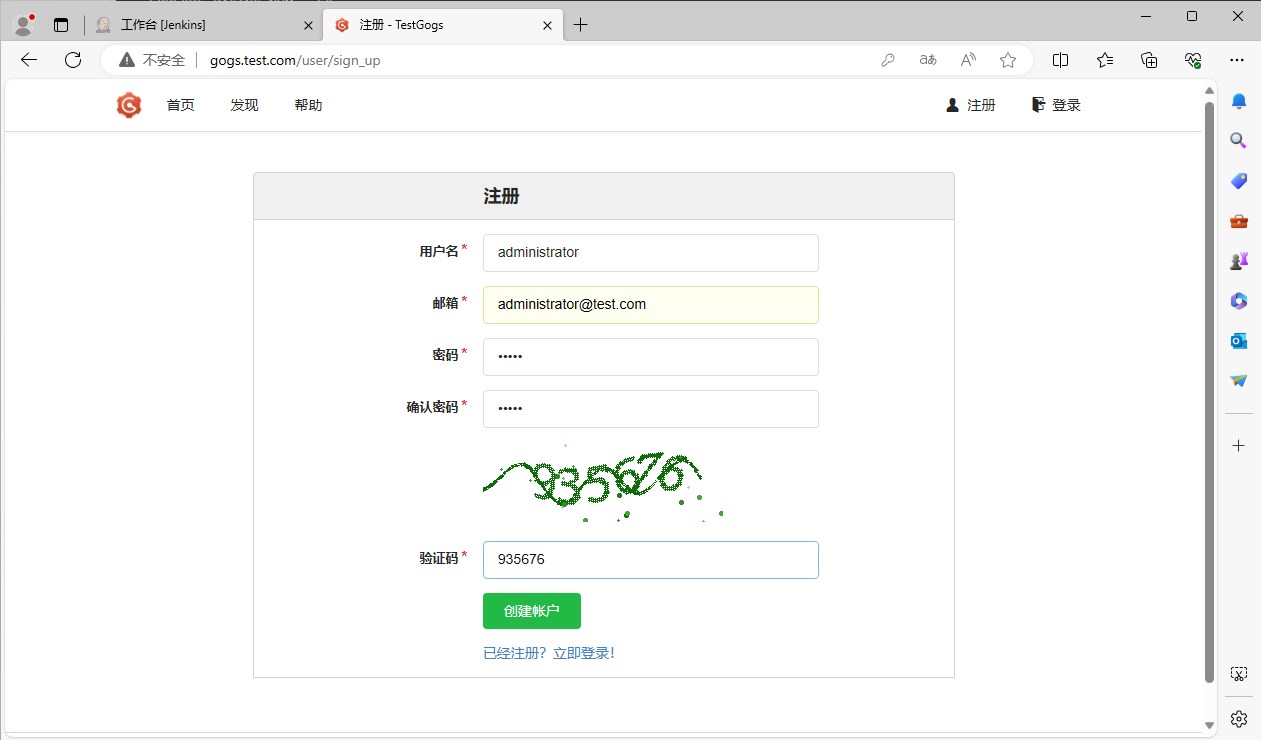 工作台 [Jenkins]
注册 - TestGogs
不安全
gogs.test.com/user/sign_up
首页
发现
帮助
注册
登录
注册
用户名 *
administrator
邮箱 *
administrator@test.com
密码 *
•••••
确认密码 *
•••••
935676
验证码 *
935676
创建帐户
已经注册？立即登录！